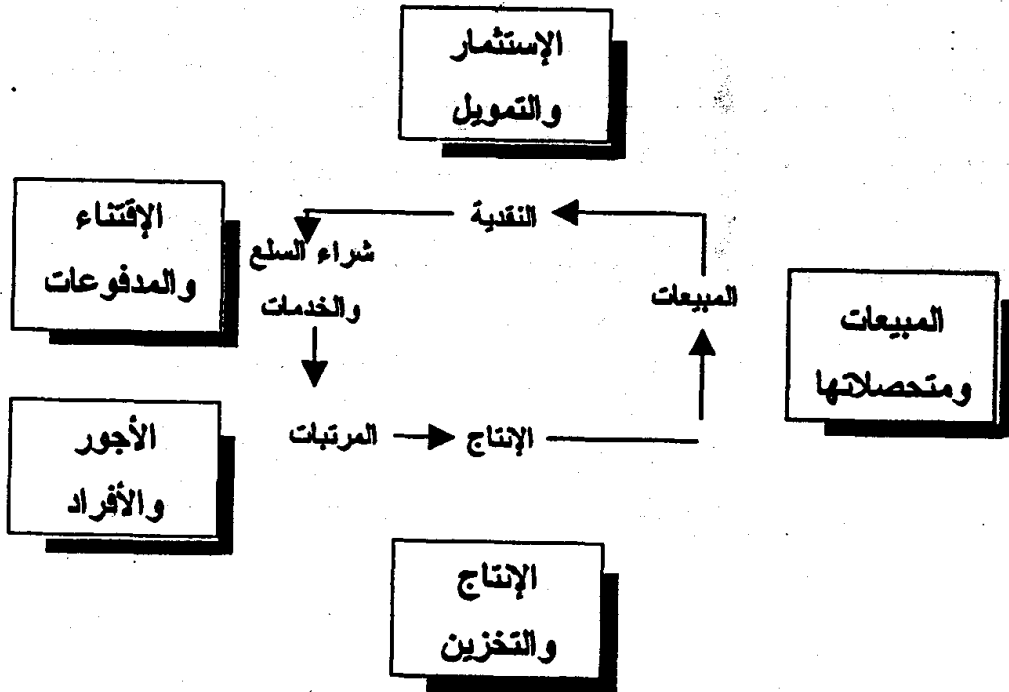 الإستثمار
والتمويل
الإقتناء
والمدفوعات
النقدية
شراء السلع
والخدمات
المبيعات
المبيعات
ومتحصلاتها
الأجور
والأفراد
المرتبات
الإنتاج
الإنتاج
والتخزين